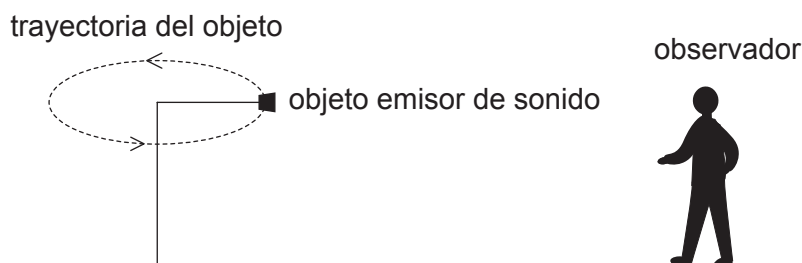 trayectoria del objeto
observador
objeto emisor de sonido